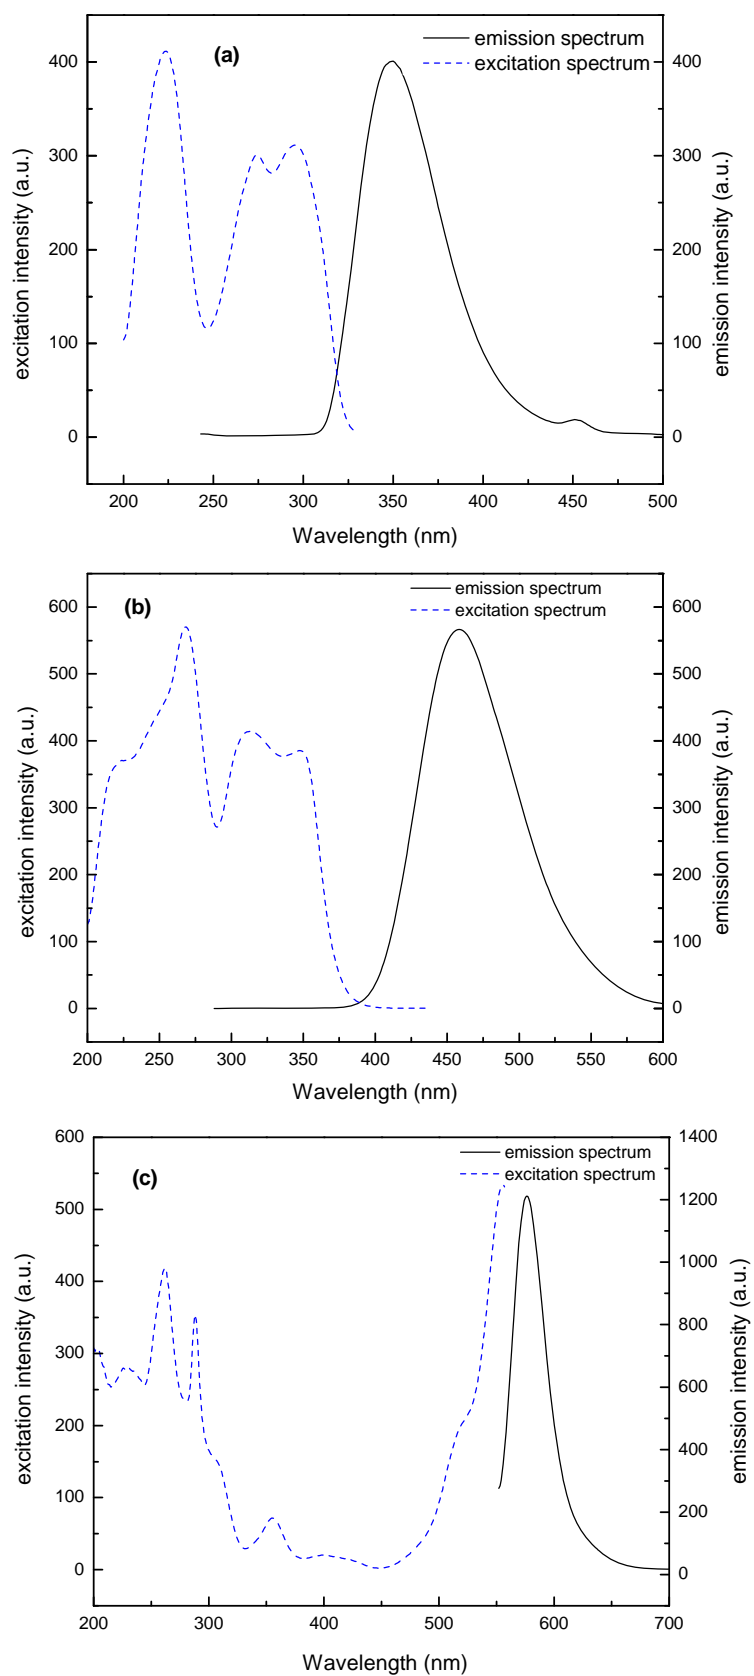 (a)
emission spectrum
excitation spectrum
400 300 200 100 0
excitation intensity (a.u.)
400 300 200 100 0
emission intensity (a.u.)
200 250 300 350 400 450 500
Wavelength (nm)
(b)
emission spectrum
excitation spectrum
600 500 400 300 200 100 0
excitation intensity (a.u.)
600 500 400 300 200 100 0
emission intensity (a.u.)
200 250 300 350 400 450 500 550 600
Wavelength (nm)
(c)
emission spectrum
excitation spectrum
600 500 400 300 200 100 0
excitation intensity (a.u.)
1400 1200 1000 800 600 400 200 0
emission intensity (a.u.)
200 300 400 500 600 700
Wavelength (nm)